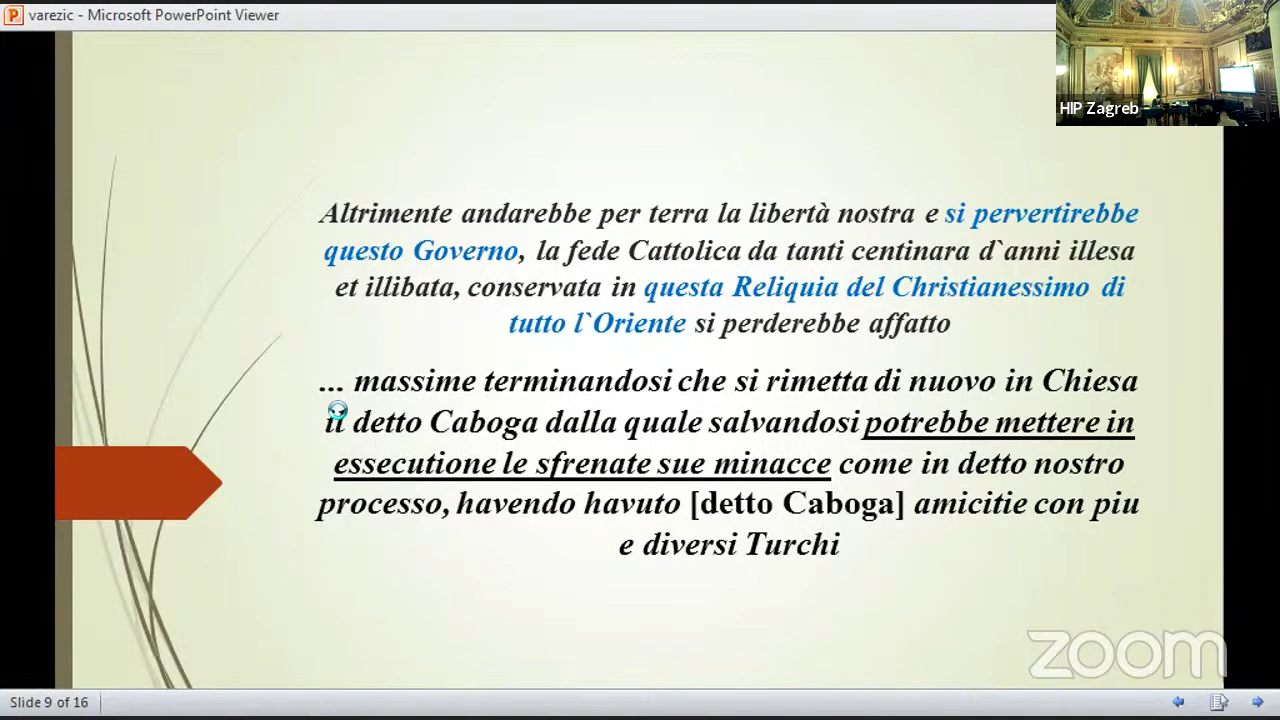 varezic - Microsoft PowerPoint Viewer
HIP Zagreb
Altrimente andarebbe per terra la libertà nostra e si pervertirebbe
questo Governo, la fede Cattolica da tanti centinara d`anni illesa
et illibata, conservata in questa Reliquia del Christianessimo di
tutto l`Oriente si perderebbe affatto
... massime terminandosi che si rimetta di nuovo in Chiesa
il detto Caboga dalla quale salvandosi potrebbe mettere in
essecutione le sfrenate sue minacce come in detto nostro
processo, havendo havuto [detto Caboga] amicitie con piu
e diversi Turchi
zoom
Slide 9 of 16